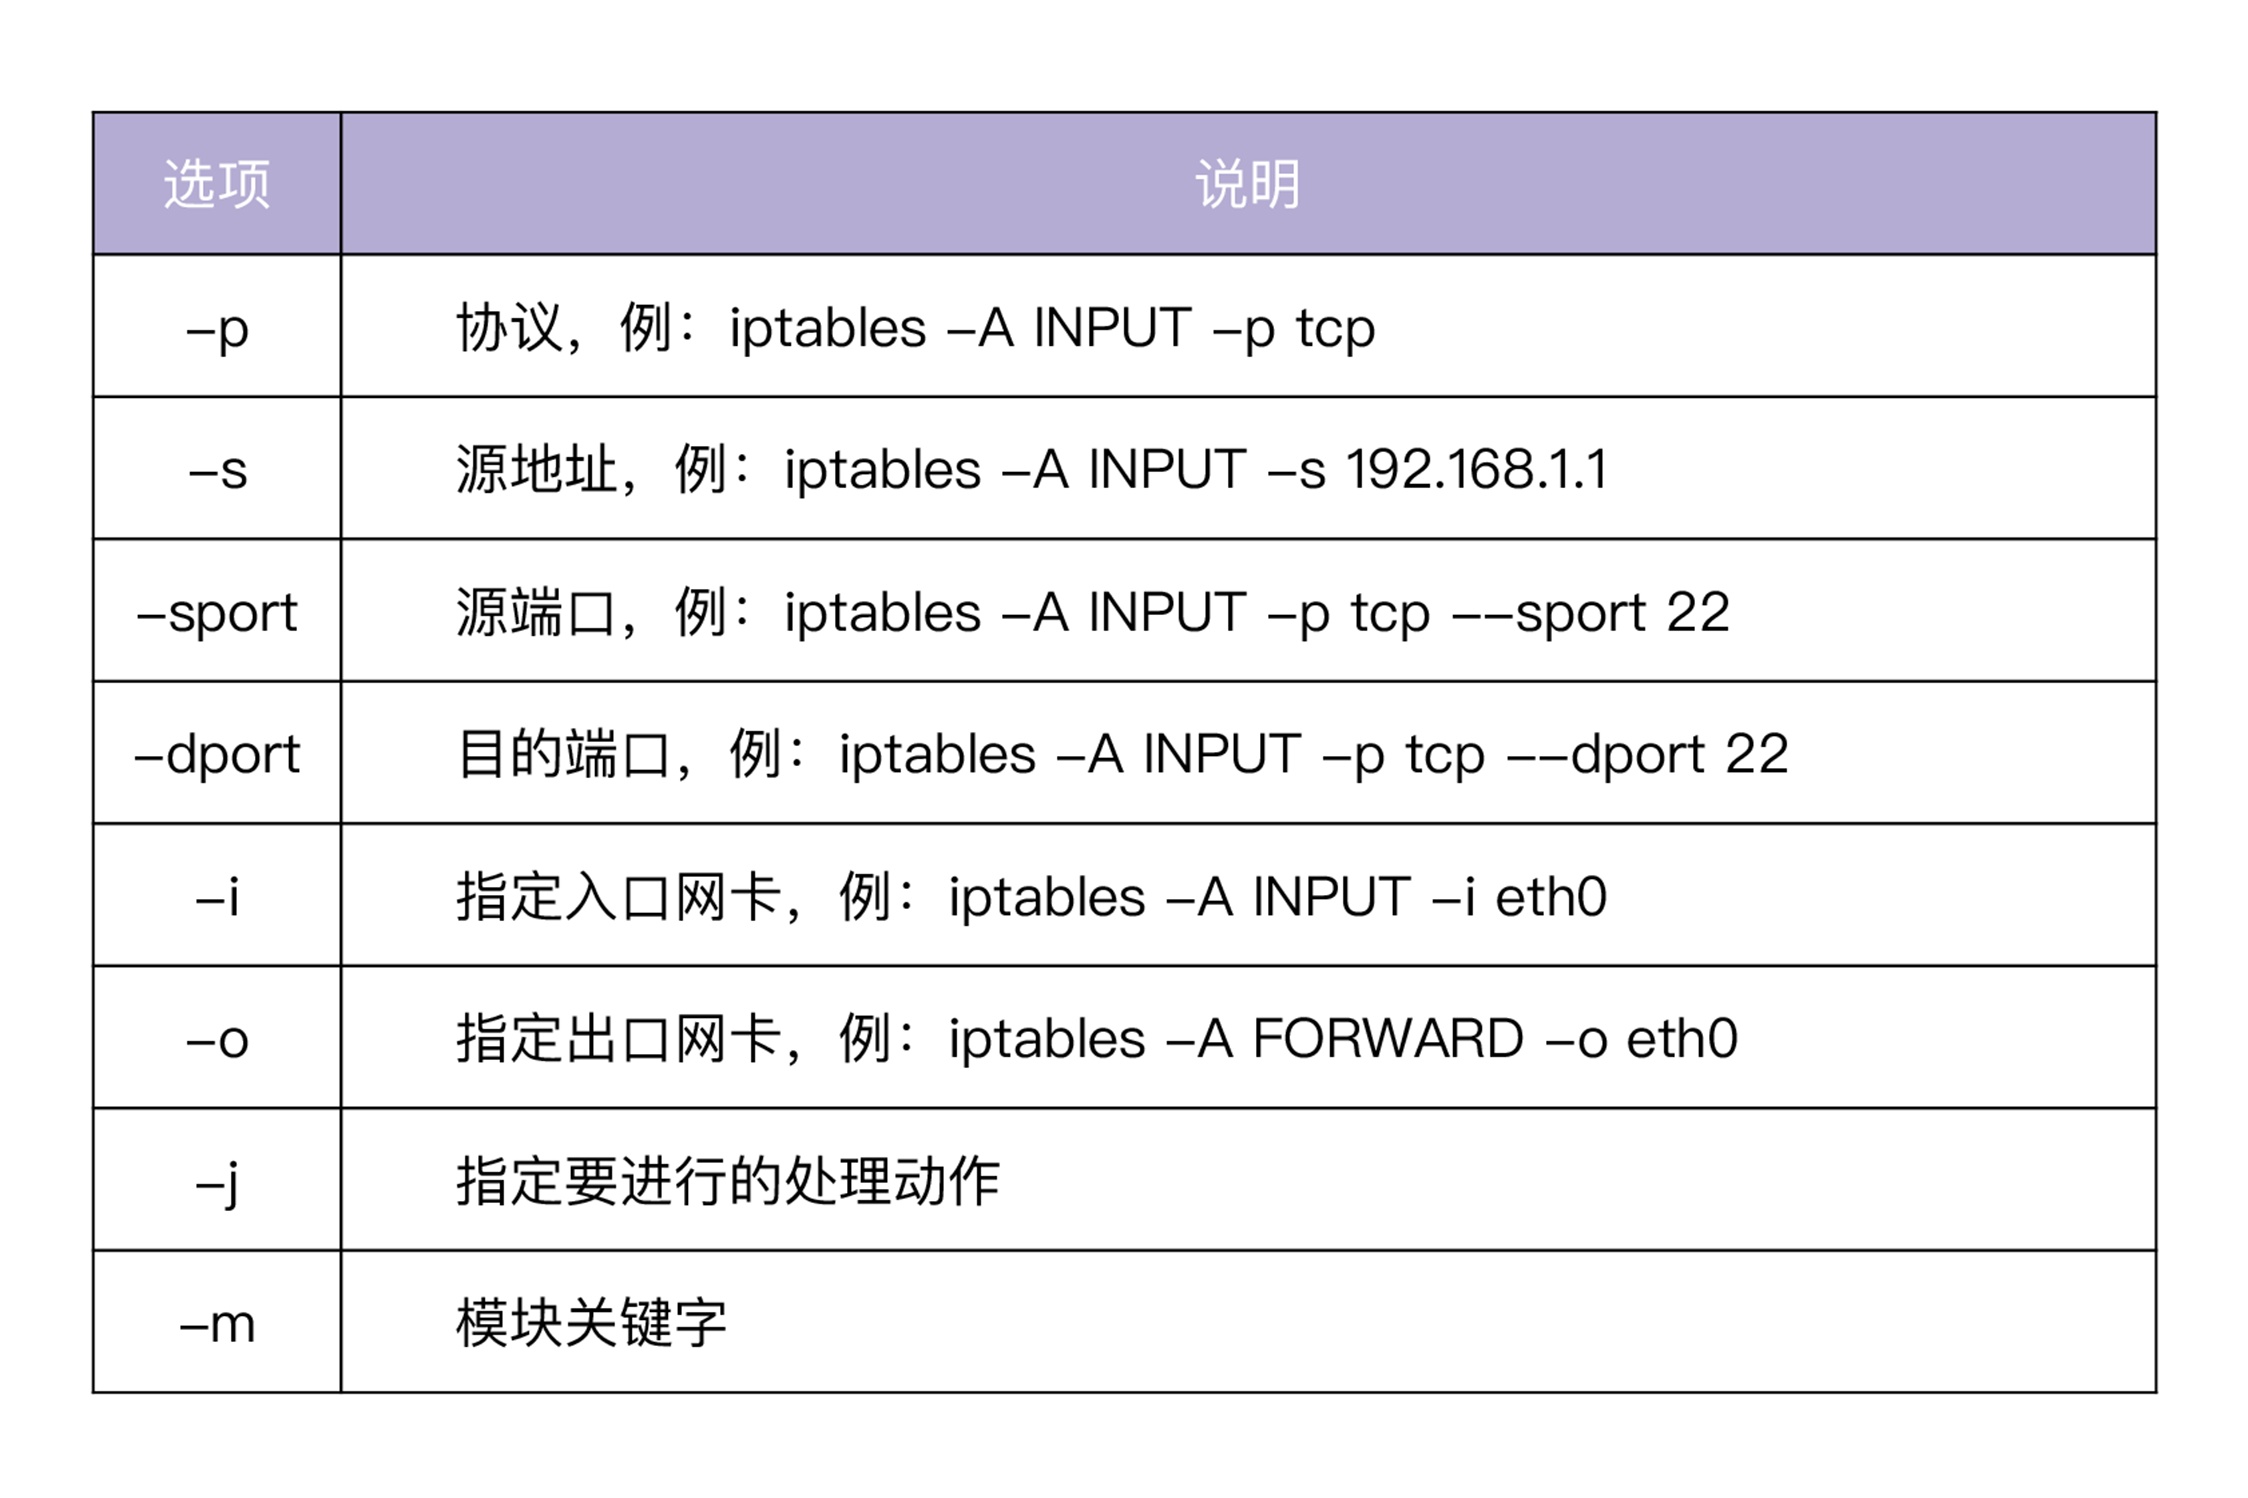 选项 说明
–p 协议，例：iptables –A INPUT –p tcp
–s 源地址，例：iptables –A INPUT –s 192.168.1.1
–sport 源端口，例：iptables –A INPUT –p tcp ––sport 22
–dport 目的端口，例：iptables –A INPUT –p tcp ––dport 22
–i 指定入口网卡，例：iptables –A INPUT –i eth0
–o 指定出口网卡，例：iptables –A FORWARD –o eth0
–j 指定要进行的处理动作
–m 模块关键字